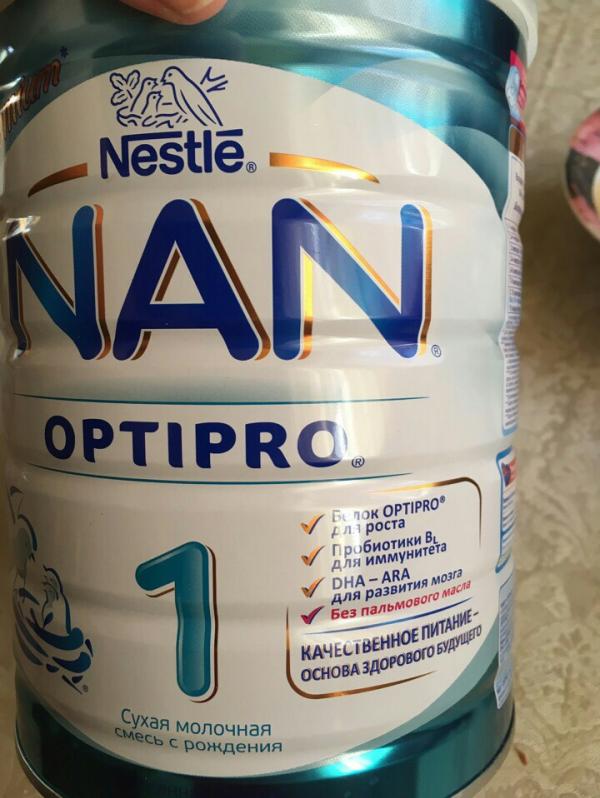 Nestlé®
NAN®
OPTIPRO®
1
Белок OPTIPRO®
для роста
Пробиотики BL
для иммунитета
DHA – ARA
для развития мозга
Без пальмового масла
КАЧЕСТВЕННОЕ ПИТАНИЕ –
ОСНОВА ЗДОРОВОГО БУДУЩЕГО
Сухая молочная
смесь с рождения